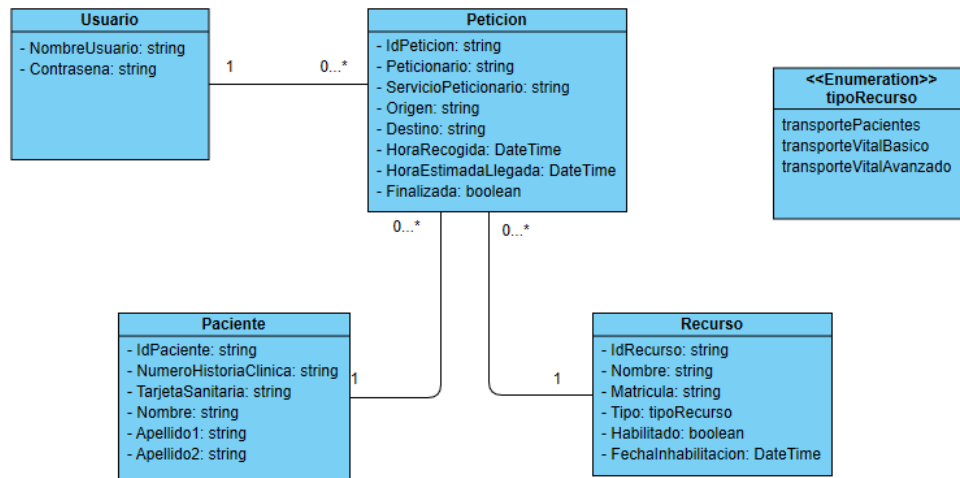 Usuario
- NombreUsuario: string
- Contrasena: string
1
0...*
Peticion
- IdPeticion: string
- Peticionario: string
- ServicioPeticionario: string
- Origen: string
- Destino: string
- HoraRecogida: DateTime
- HoraEstimadaLlegada: DateTime
- Finalizada: boolean
<<Enumeration>>
tipoRecurso
transportePacientes
transporteVitalBasico
transporteVitalAvanzado
0...*
0...*
Paciente
- IdPaciente: string
- NumeroHistoriaClinica: string
- TarjetaSanitaria: string
- Nombre: string
- Apellido1: string
- Apellido2: string
1
1
Recurso
- IdRecurso: string
- Nombre: string
- Matricula: string
- Tipo: tipoRecurso
- Habilitado: boolean
- FechaInhabilitacion: DateTime